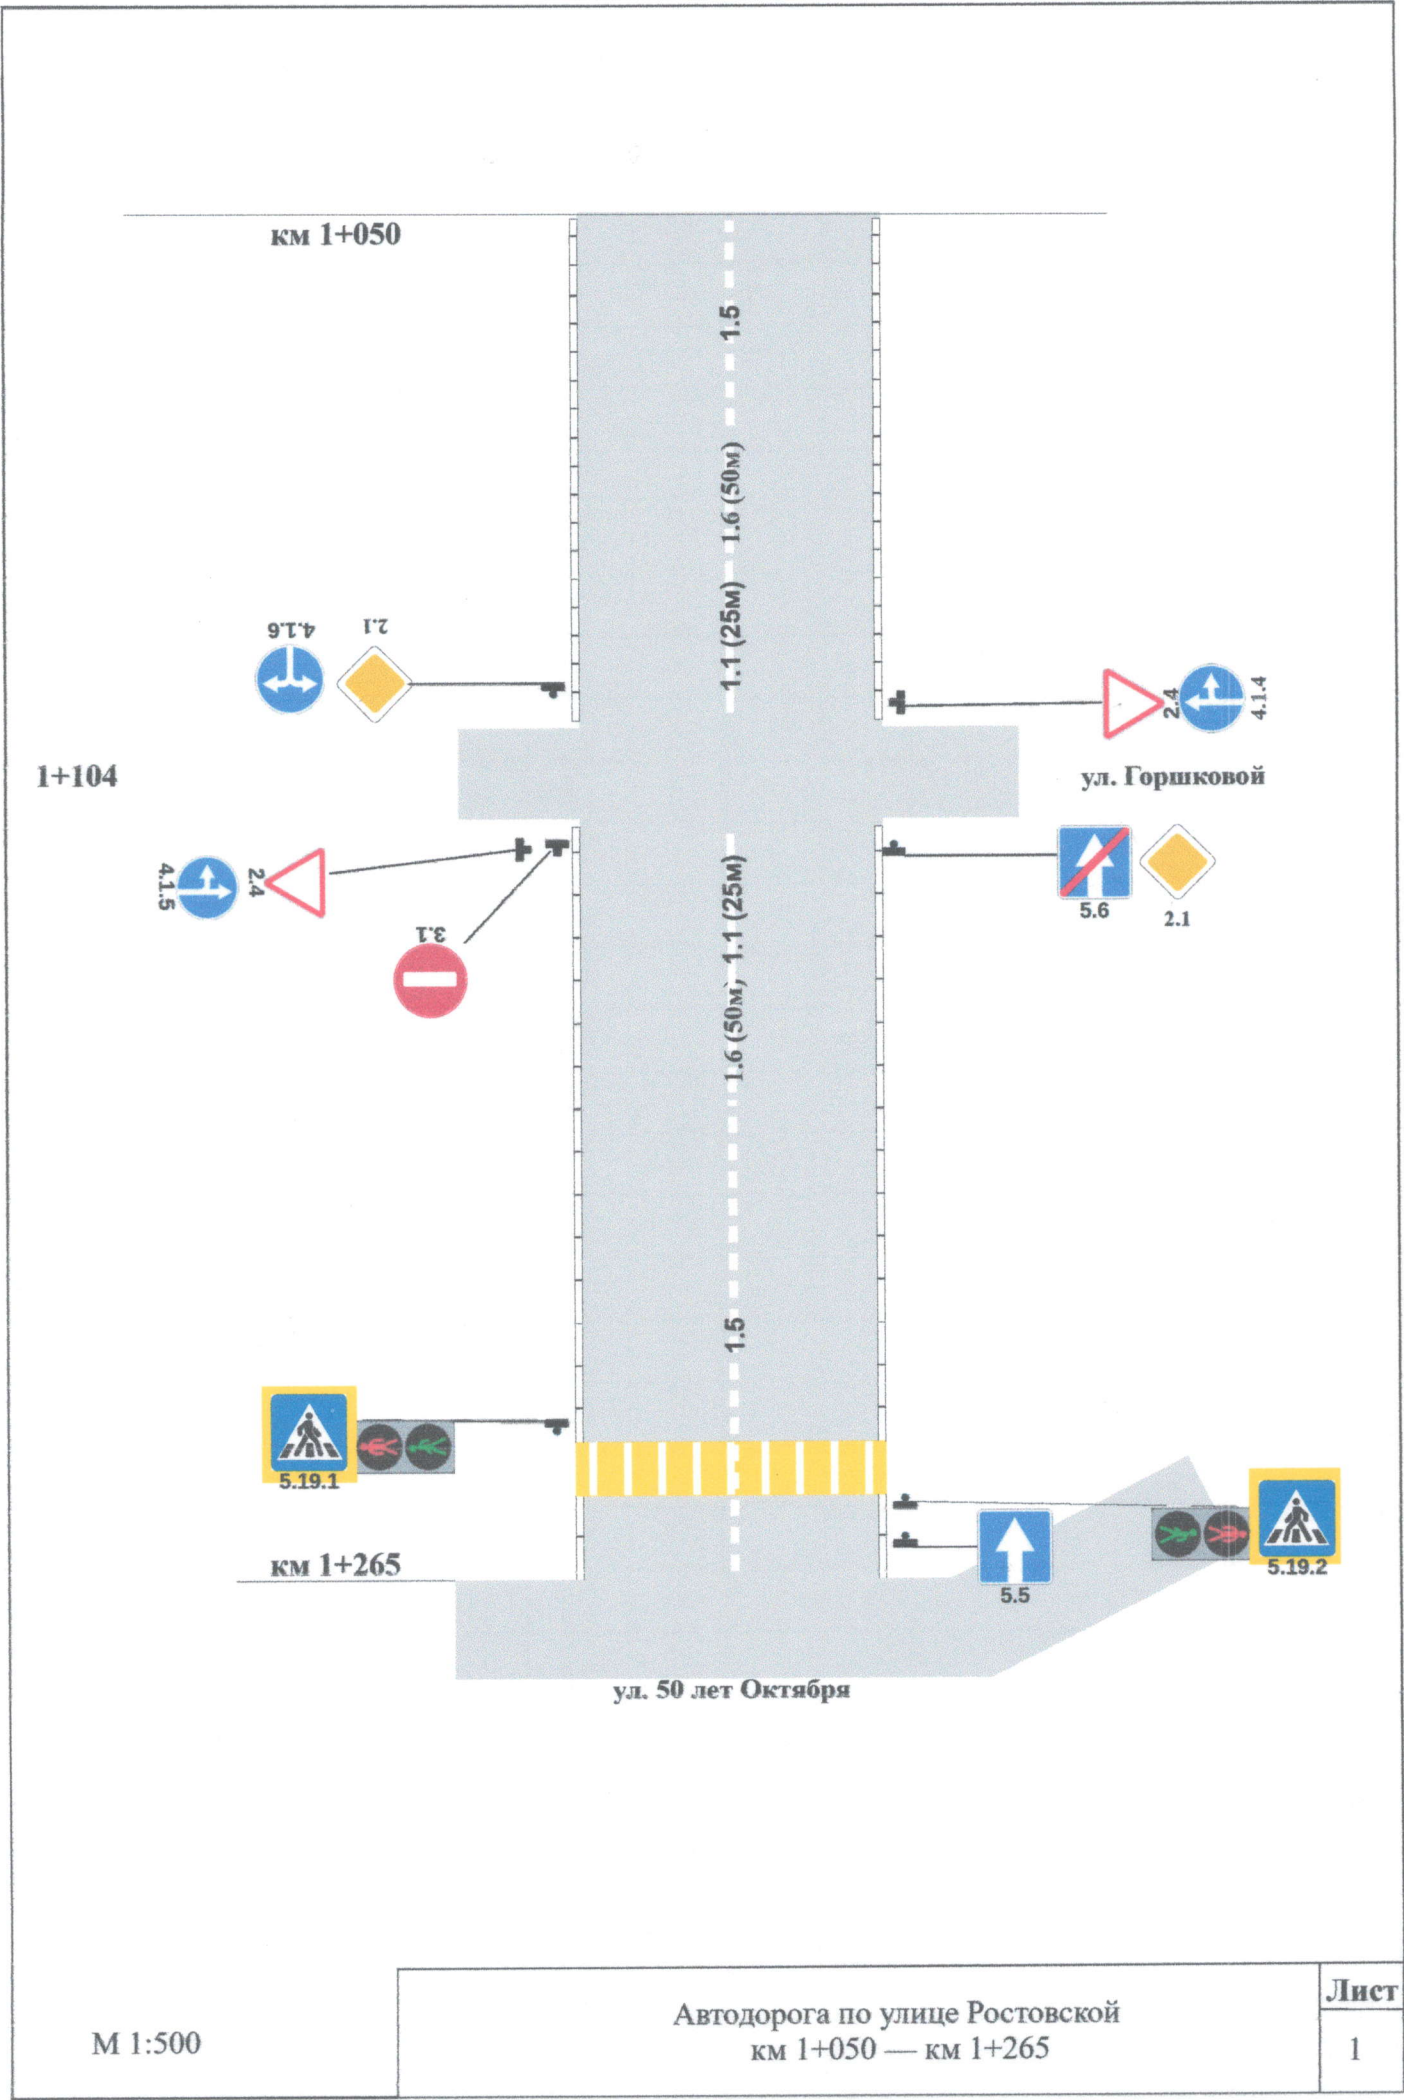 км 1+050
1.5
1.6 (50м)
1.1 (25м)
4.1.6
2.1
2.4
4.1.4
1+104
ул. Горшковой
4.1.5
2.4
3.1
1.1 (25м)
1.6 (50м)
5.6
2.1
1.5
5.19.1
км 1+265
5.5
5.19.2
ул. 50 лет Октября
М 1:500
Автодорога по улице Ростовской
км 1+050 — км 1+265
Лист
1